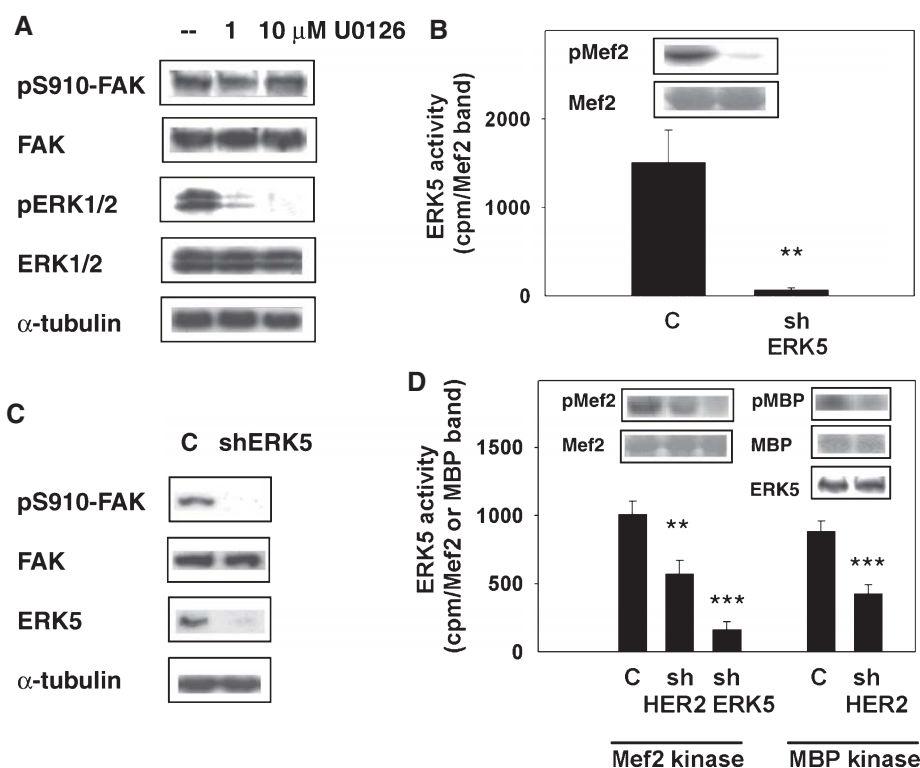 A
-- 1 10 μM U0126
pS910-FAK
FAK
pERK1/2
ERK1/2
α-tubulin
B
ERK5 activity
(cpm/Mef2 band)
pMef2
Mef2
2000
1000
0
**
C sh
ERK5
C
C shERK5
pS910-FAK
FAK
ERK5
α-tubulin
D
ERK5 activity
(cpm/Mef2 or MBP band)
pMef2
Mef2
pMBP
MBP
ERK5
1500
1000
500
0
**
***
***
C sh sh
HER2 ERK5
C sh
HER2
Mef2 kinase
MBP kinase